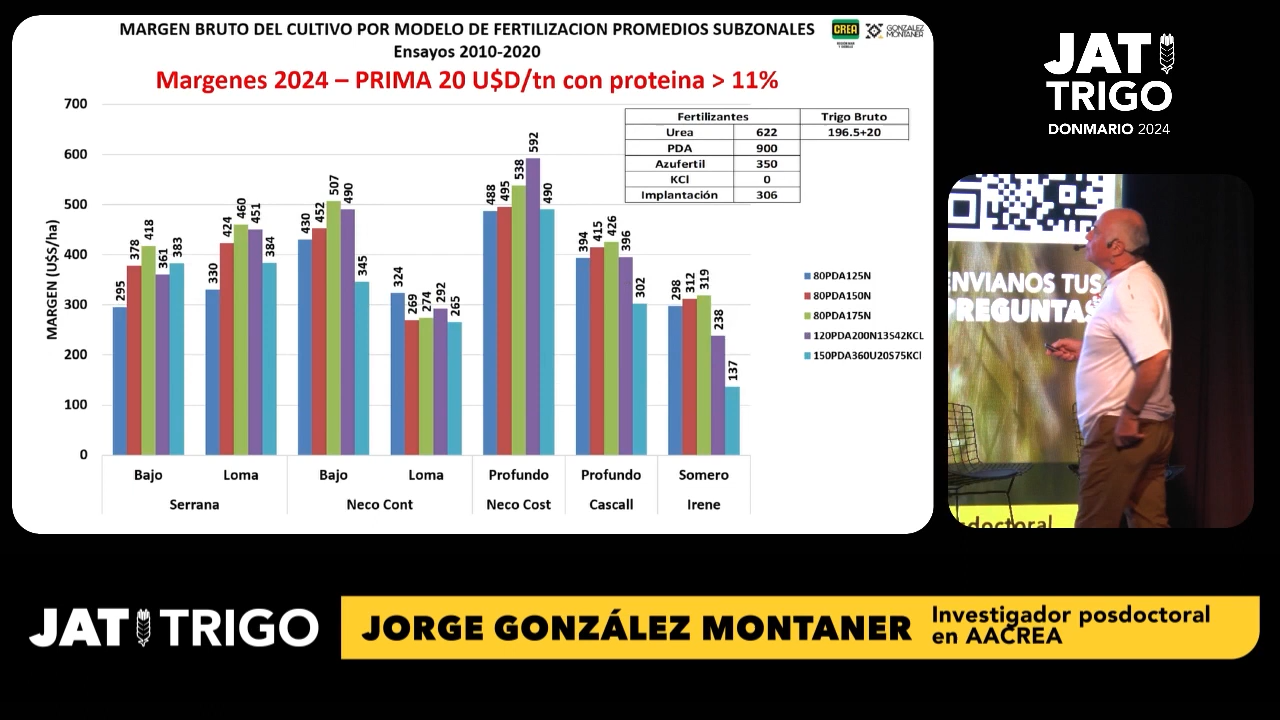 MARGEN BRUTO DEL CULTIVO POR MODELO DE FERTILIZACION PROMEDIOS SUBZONALES
Ensayos 2010-2020
Margenes 2024 – PRIMA 20 U$D/tn con proteina > 11%
CREA
GONZALEZ
MONTANER
Fertilizantes Trigo Bruto
Urea 622 196.5+20
PDA 900
Azufertil 350
KCl 0
Implantación 306
MARGEN (U$S/ha)
700
600
500
400
300
200
100
0
295 378 418 361 383
330 424 460 451 384
430 452 507 490 345
324 269 274 292 265
488 495 538 592 490
394 415 426 396 302
298 312 319 238 137
80PDA125N
80PDA150N
80PDA175N
120PDA200N13S42KCL
150PDA360U20S75KCl
Bajo Loma Bajo Loma Profundo Profundo Somero
Serrana Neco Cont Neco Cost Cascall Irene
JAT
TRIGO
DONMARIO 2024
ENVIANOS TUS
PREGUNTAS
sdoctoral
JAT TRIGO
JORGE GONZÁLEZ MONTANER
Investigador posdoctoral
en AACREA